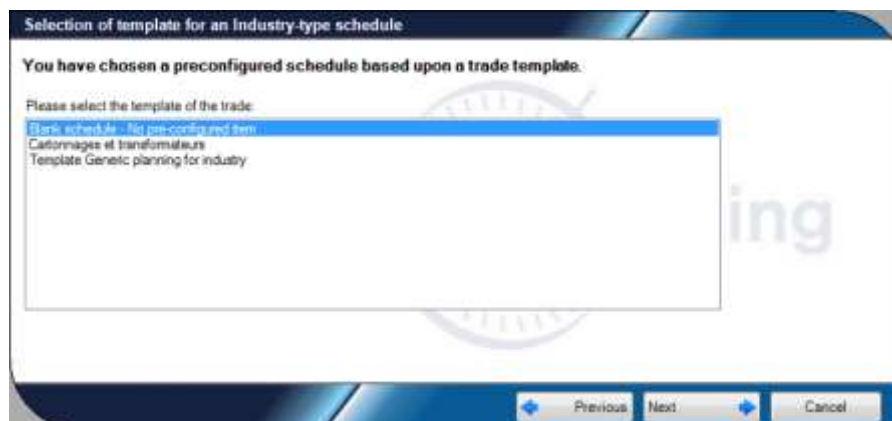 Selection of template for an Industry-type schedule
You have chosen a preconfigured schedule based upon a trade template.
Please select the template of the trade:
Blank schedule - No pre-configured item
Cartonnages et transformateurs
Template Generic planning for industry
ing
Previous
Next
Cancel